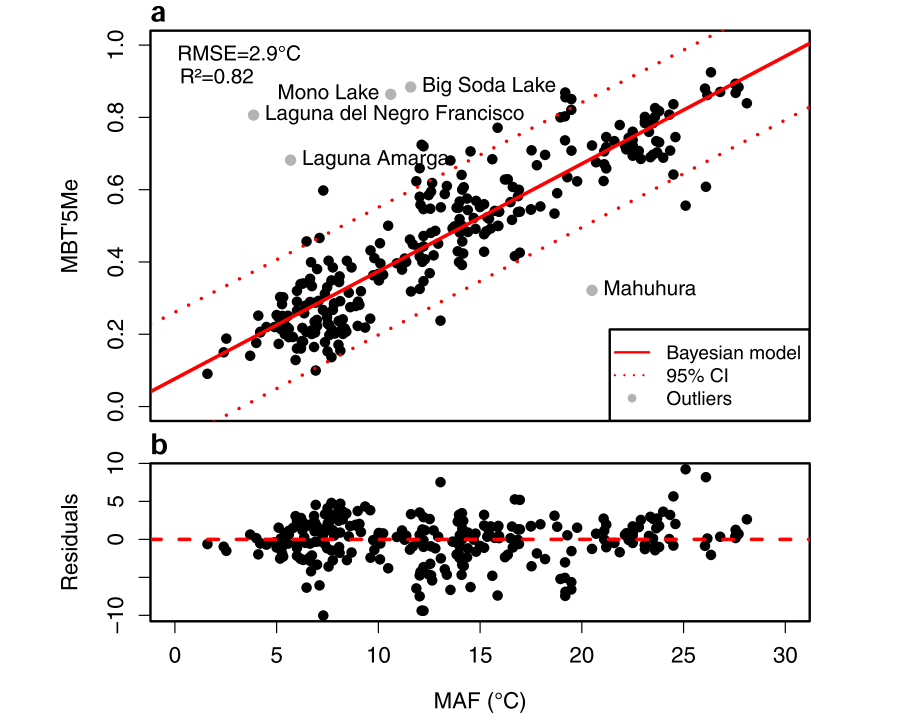 a
RMSE=2.9°C
R²=0.82
Mono Lake
Big Soda Lake
Laguna del Negro Francisco
Laguna Amarga
Mahuhura
Bayesian model
95% CI
Outliers
MBT'5Me
0.0 0.2 0.4 0.6 0.8 1.0
b
Residuals
−10 0 5 10
0 5 10 15 20 25 30
MAF (°C)